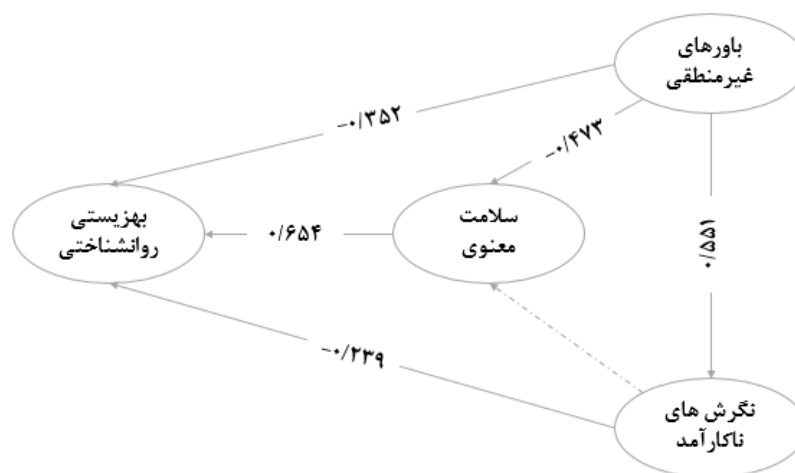 باورهای
غیرمنطقی
−۰/۳۵۲
−۰/۴۷۳
بهزیستی
روانشناختی
۰/۶۵۴
سلامت
معنوی
۰/۵۵۱
−۰/۲۳۹
نگرش های
ناکارآمد